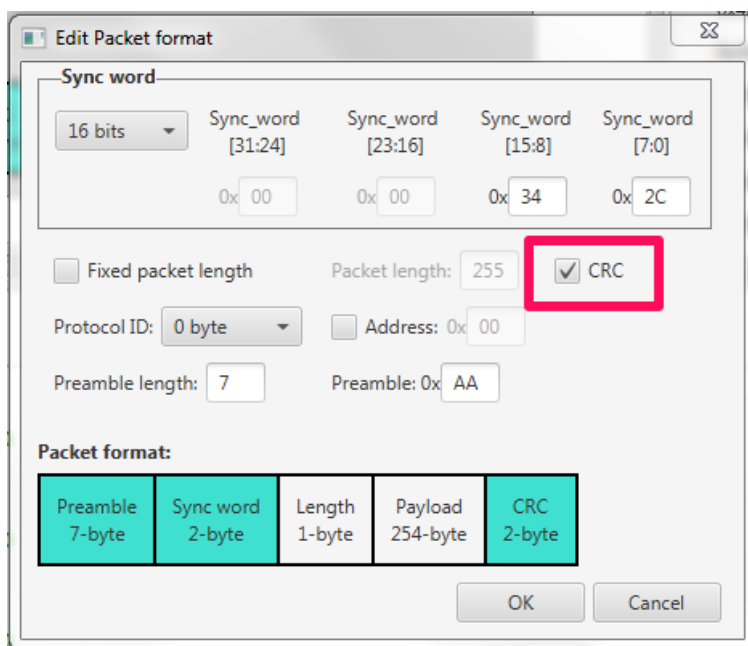 Edit Packet format
Sync word
16 bits
Sync_word [31:24]
Sync_word [23:16]
Sync_word [15:8]
Sync_word [7:0]
0x 00
0x 00
0x 34
0x 2C
Fixed packet length
Packet length: 255
CRC
Protocol ID: 0 byte
Address: 0x 00
Preamble length: 7
Preamble: 0x AA
Packet format:
Preamble 7-byte
Sync word 2-byte
Length 1-byte
Payload 254-byte
CRC 2-byte
OK
Cancel